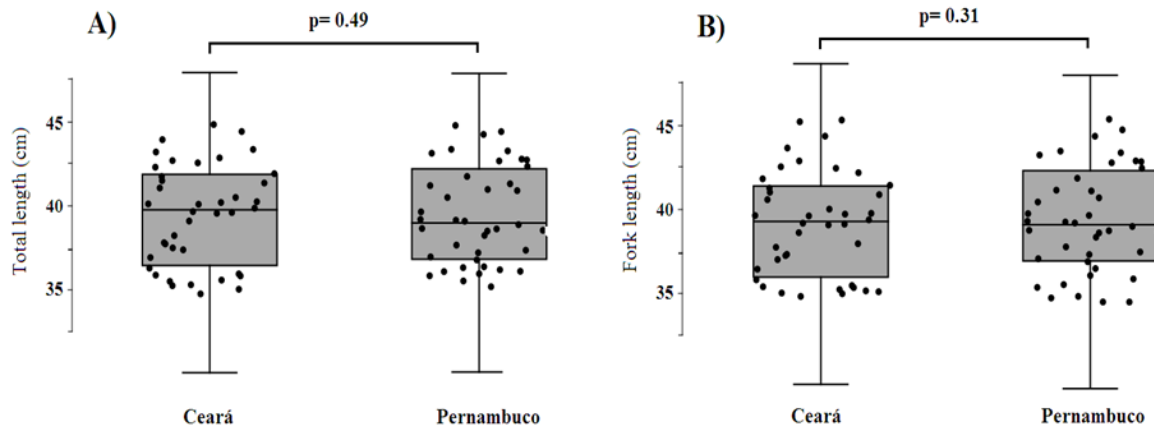 A)
p= 0.49
Total length (cm)
45
40
35
Ceará
Pernambuco
B)
p= 0.31
Fork length (cm)
45
40
35
Ceará
Pernambuco